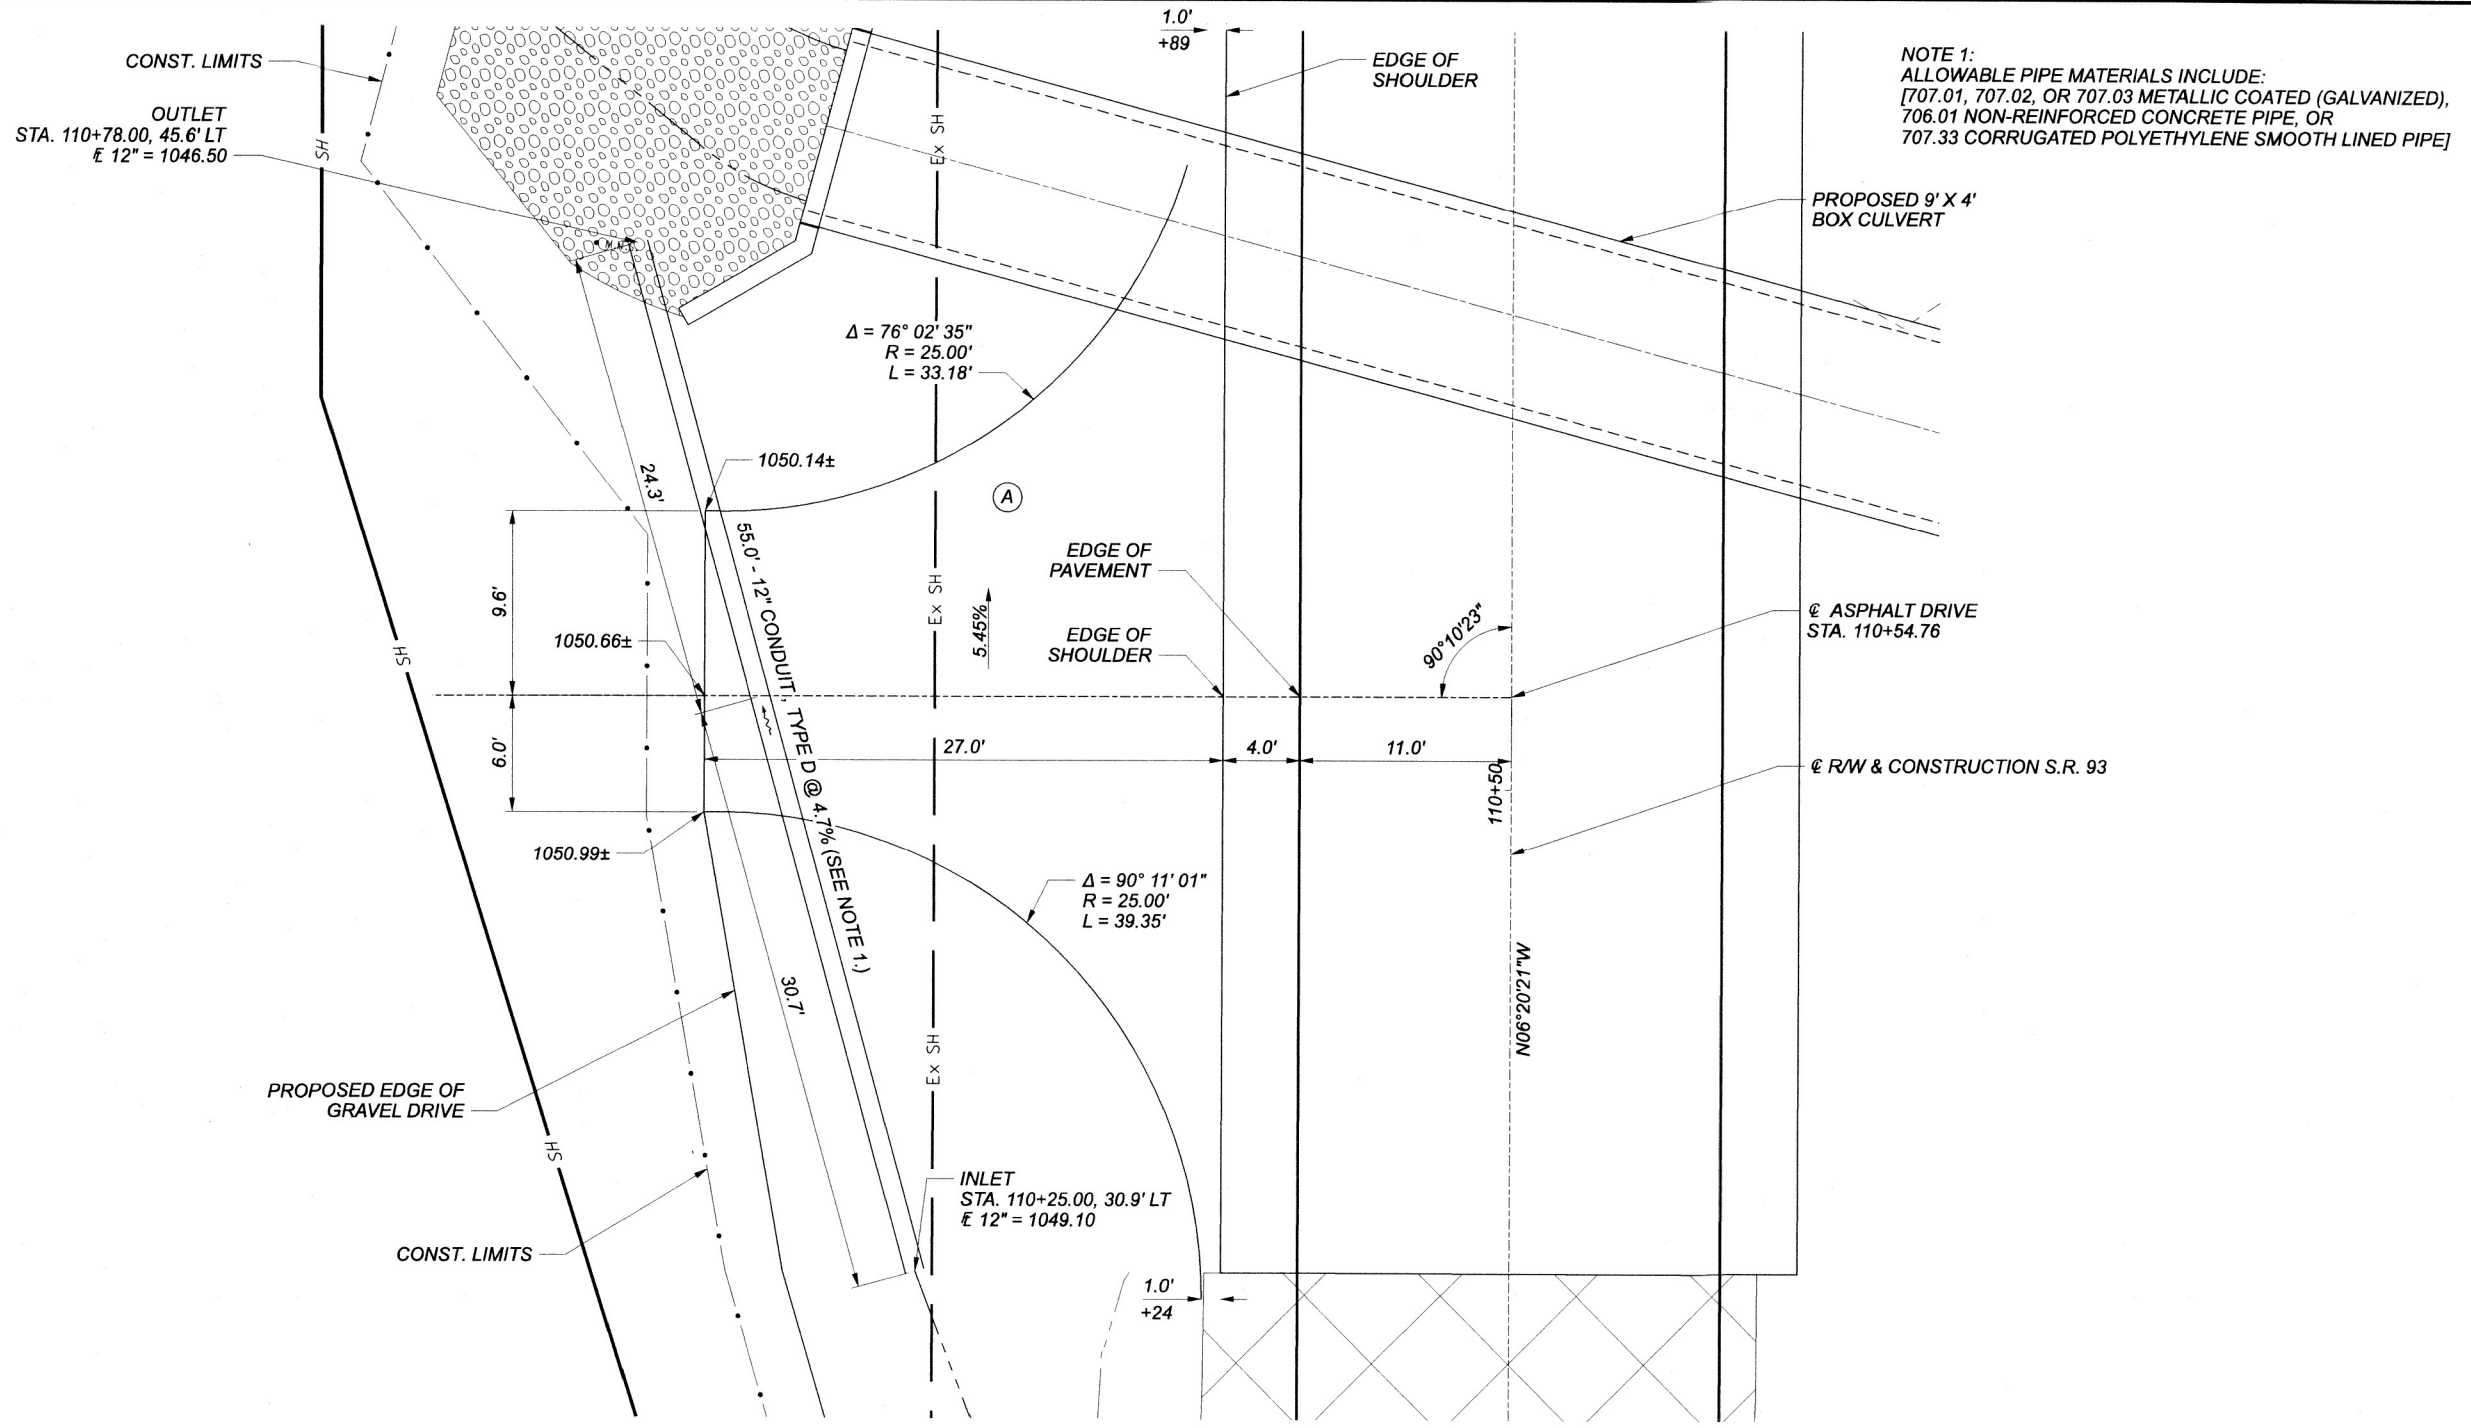 1.0'
+89
CONST. LIMITS
EDGE OF
SHOULDER
NOTE 1:
ALLOWABLE PIPE MATERIALS INCLUDE:
[707.01, 707.02, OR 707.03 METALLIC COATED (GALVANIZED),
706.01 NON-REINFORCED CONCRETE PIPE, OR
707.33 CORRUGATED POLYETHYLENE SMOOTH LINED PIPE]
OUTLET
STA. 110+78.00, 45.6' LT
℄ 12" = 1046.50
SH
Ex SH
PROPOSED 9' X 4'
BOX CULVERT
Δ = 76° 02' 35"
R = 25.00'
L = 33.18'
24.3'
1050.14±
A
55.0' - 12" CONDUIT, TYPE D @ 4.7% (SEE NOTE 1.)
EDGE OF
PAVEMENT
9.6'
Ex SH
5.45%
1050.66±
EDGE OF
SHOULDER
90°10'23"
℄ ASPHALT DRIVE
STA. 110+54.76
SH
6.0'
27.0'
4.0'
11.0'
110+50
℄ R/W & CONSTRUCTION S.R. 93
1050.99±
Δ = 90° 11' 01"
R = 25.00'
L = 39.35'
30.7'
N06°20'21"W
Ex SH
PROPOSED EDGE OF
GRAVEL DRIVE
SH
INLET
STA. 110+25.00, 30.9' LT
℄ 12" = 1049.10
CONST. LIMITS
1.0'
+24